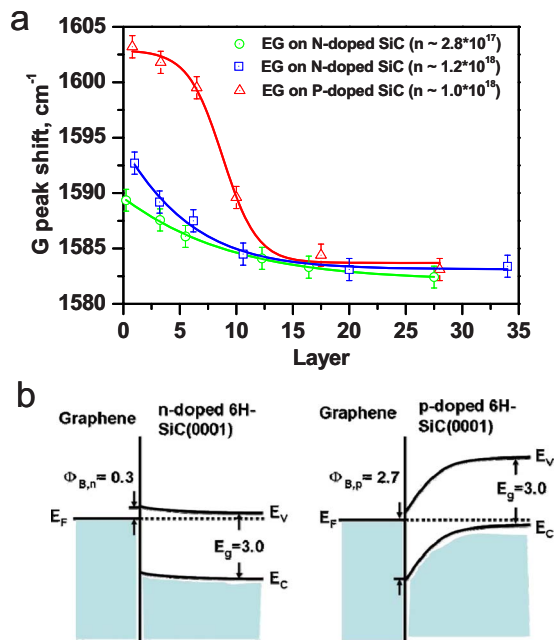 a
1605
1600
1595
1590
1585
1580
G peak shift, cm⁻¹
EG on N-doped SiC (n ~ 2.8*10¹⁷)
EG on N-doped SiC (n ~ 1.2*10¹⁸)
EG on P-doped SiC (n ~ 1.0*10¹⁸)
0 5 10 15 20 25 30 35
Layer
b
Graphene
n-doped 6H-
SiC(0001)
Φ_B,n = 0.3
E_F
E_V
E_g=3.0
E_C
Graphene
p-doped 6H-
SiC(0001)
Φ_B,p = 2.7
E_V
E_g=3.0
E_F
E_C